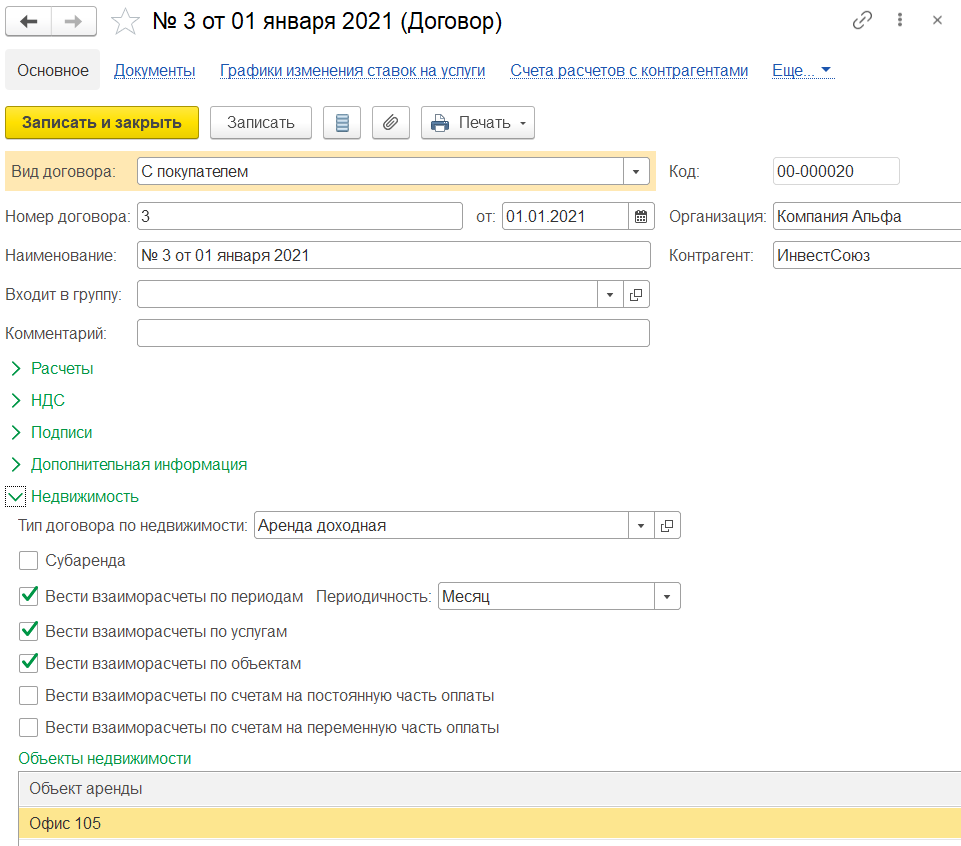 № 3 от 01 января 2021 (Договор)
Основное Документы Графики изменения ставок на услуги Счета расчетов с контрагентами Еще...
Записать и закрыть Записать Печать
Вид договора: С покупателем Код: 00-000020
Номер договора: 3 от: 01.01.2021 Организация: Компания Альфа
Наименование: № 3 от 01 января 2021 Контрагент: ИнвестСоюз
Входит в группу:
Комментарий:
Расчеты
НДС
Подписи
Дополнительная информация
Недвижимость
Тип договора по недвижимости: Аренда доходная
Субаренда
Вести взаиморасчеты по периодам Периодичность: Месяц
Вести взаиморасчеты по услугам
Вести взаиморасчеты по объектам
Вести взаиморасчеты по счетам на постоянную часть оплаты
Вести взаиморасчеты по счетам на переменную часть оплаты
Объекты недвижимости
Объект аренды
Офис 105